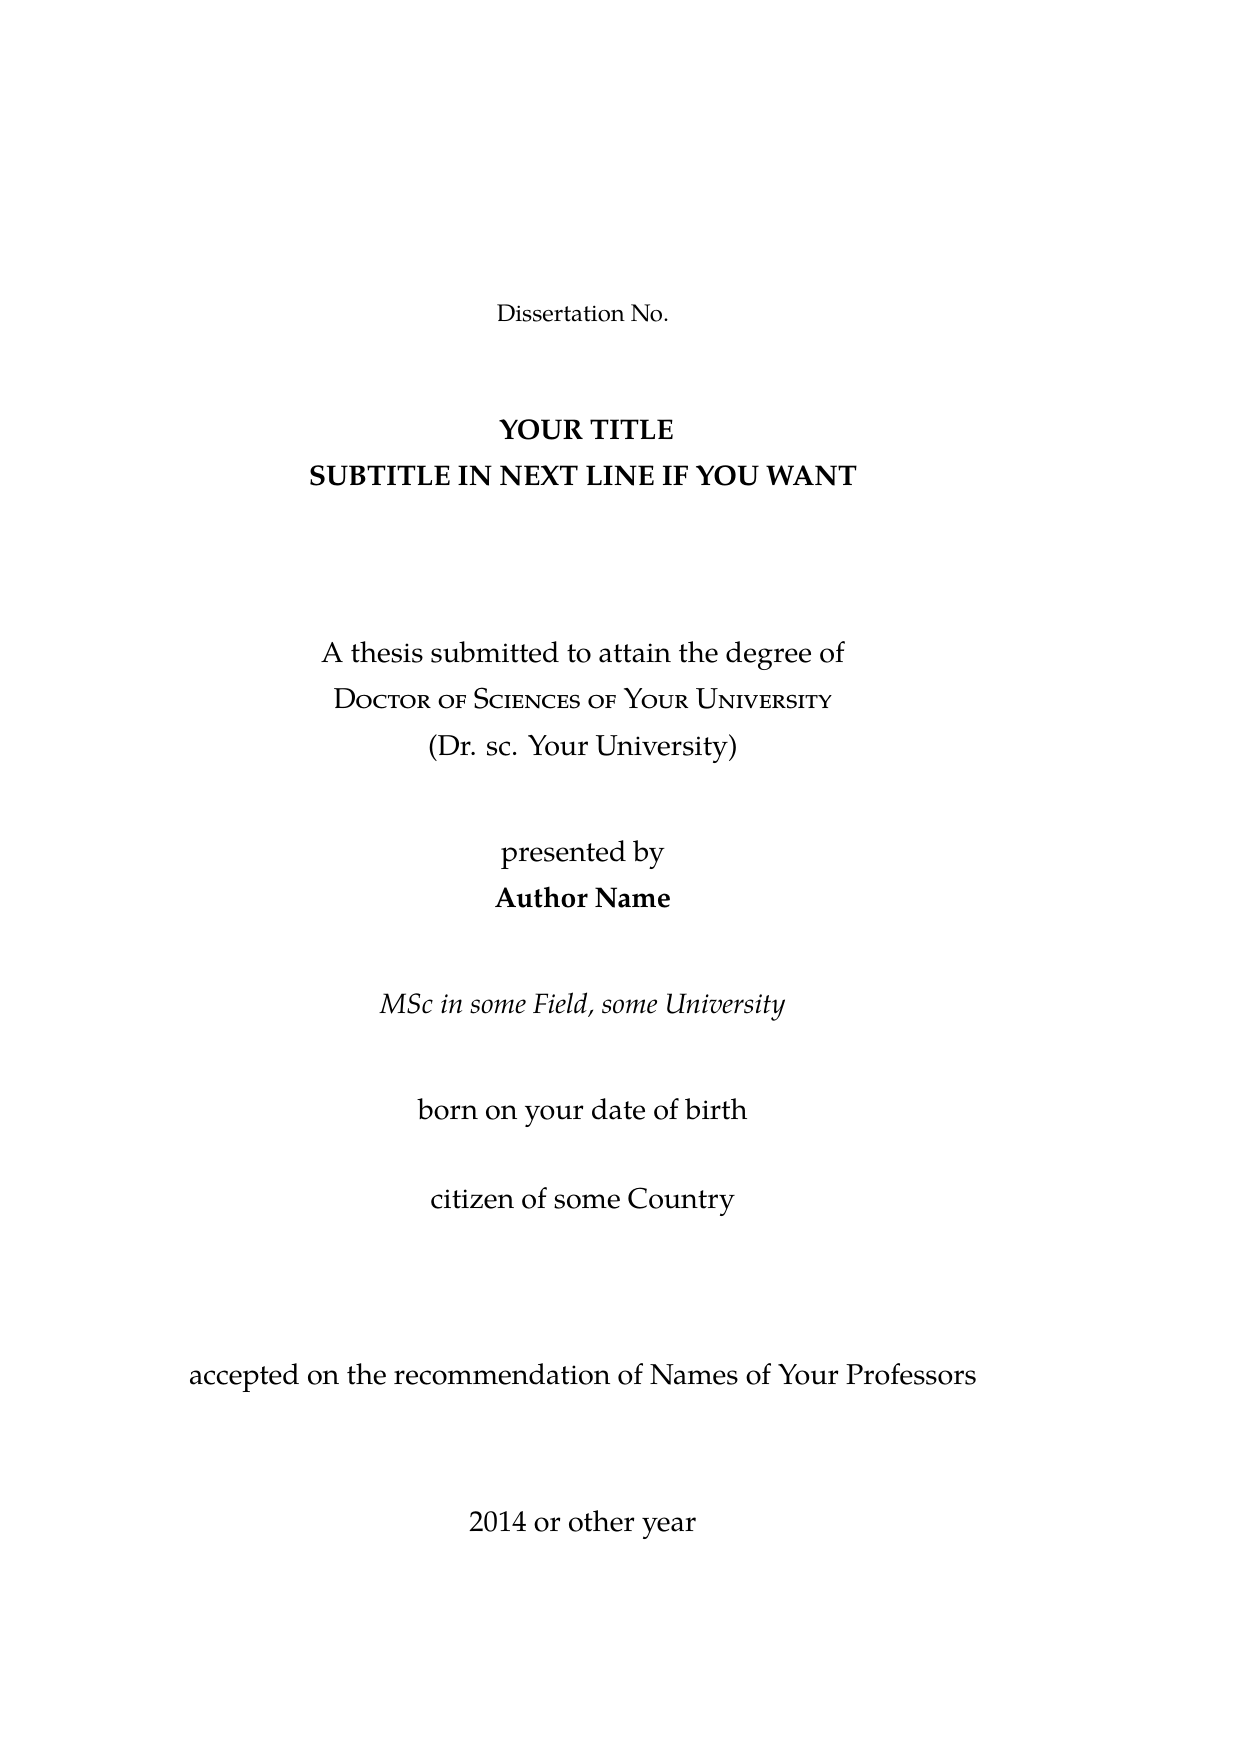 Dissertation No.
YOUR TITLE
SUBTITLE IN NEXT LINE IF YOU WANT
A thesis submitted to attain the degree of
Doctor of Sciences of Your University
(Dr. sc. Your University)
presented by
Author Name
MSc in some Field, some University
born on your date of birth
citizen of some Country
accepted on the recommendation of Names of Your Professors
2014 or other year